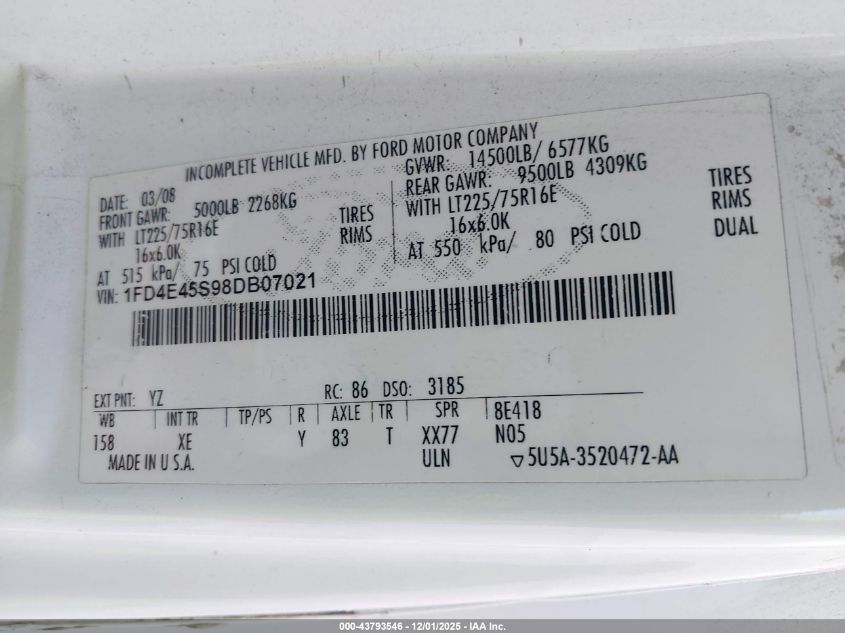 INCOMPLETE VEHICLE MFD. BY FORD MOTOR COMPANY
DATE: 03/08 GVWR: 14500LB/ 6577KG
FRONT GAWR: 5000LB 2268KG REAR GAWR: 9500LB 4309KG
WITH LT225/75R16E TIRES WITH LT225/75R16E TIRES
16x6.0K RIMS 16x6.0K RIMS
AT 515 kPa/ 75 PSI COLD AT 550 kPa/ 80 PSI COLD DUAL
VIN: 1FD4E45S98DB07021
EXT PNT: YZ RC: 86 DSO: 3185
WB INT TR TP/PS R AXLE TR SPR 8E418
158 XE Y 83 T XX77 N05
MADE IN U S.A. ULN 5U5A-3520472-AA
000-43793546 - 12/01/2025 - IAA Inc.